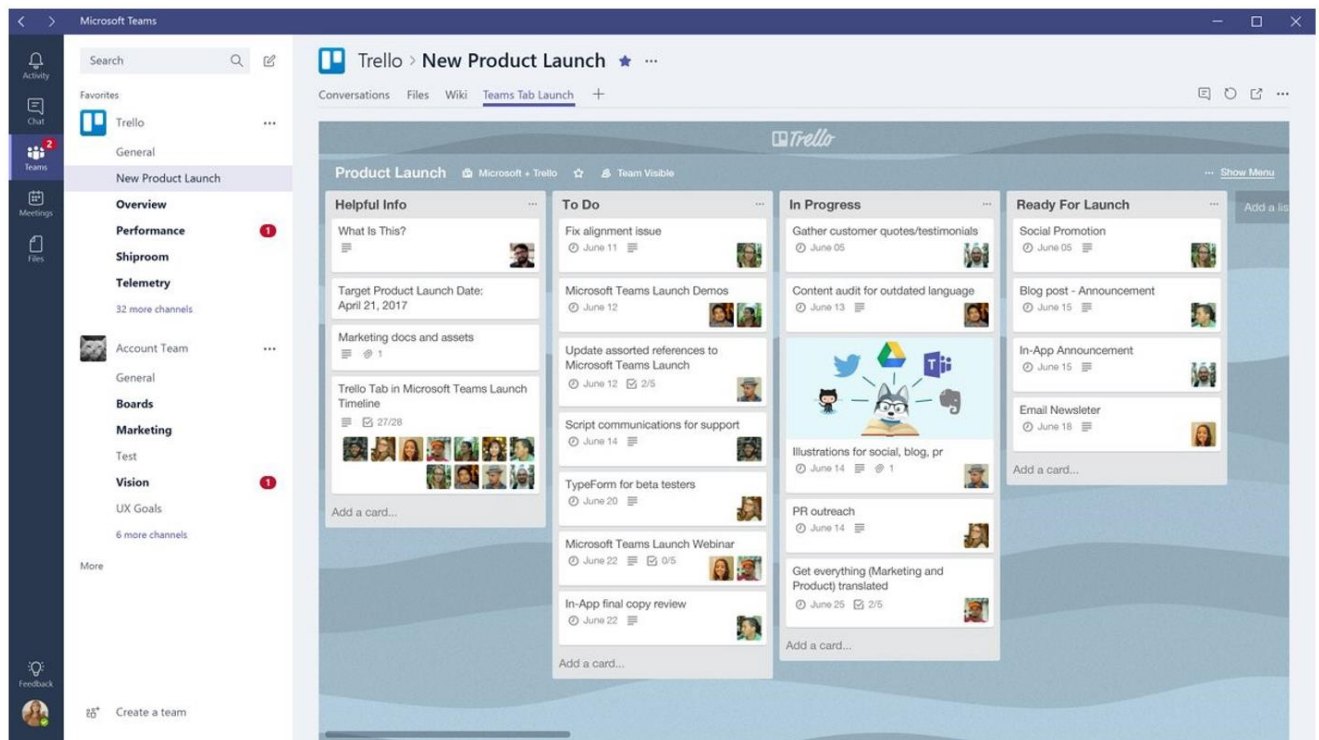 Microsoft Teams
Activity
Chat
2
Teams
Meetings
Files
Feedback
Search
Favorites
Trello
General
New Product Launch
Overview
Performance 1
Shiproom
Telemetry
32 more channels
Account Team
General
Boards
Marketing
Test
Vision 1
UX Goals
6 more channels
More
Create a team
Trello > New Product Launch
Conversations Files Wiki Teams Tab Launch
Trello
Product Launch Microsoft + Trello Team Visible ... Show Menu
Helpful Info
What Is This?
Target Product Launch Date:
April 21, 2017
Marketing docs and assets
1
Trello Tab in Microsoft Teams Launch
Timeline
27/28
Add a card...
To Do
Fix alignment issue
June 11
Microsoft Teams Launch Demos
June 12
Update assorted references to
Microsoft Teams Launch
June 12 2/5
Script communications for support
June 14
TypeForm for beta testers
June 20
Microsoft Teams Launch Webinar
June 22 0/5
In-App final copy review
June 22
Add a card...
In Progress
Gather customer quotes/testimonials
June 05
Content audit for outdated language
June 13
Illustrations for social, blog, pr
June 14 1
PR outreach
June 14
Get everything (Marketing and
Product) translated
June 25 2/5
Add a card...
Ready For Launch
Social Promotion
June 05
Blog post - Announcement
June 15
In-App Announcement
June 15
Email Newsleter
June 18
Add a card...
Add a lis